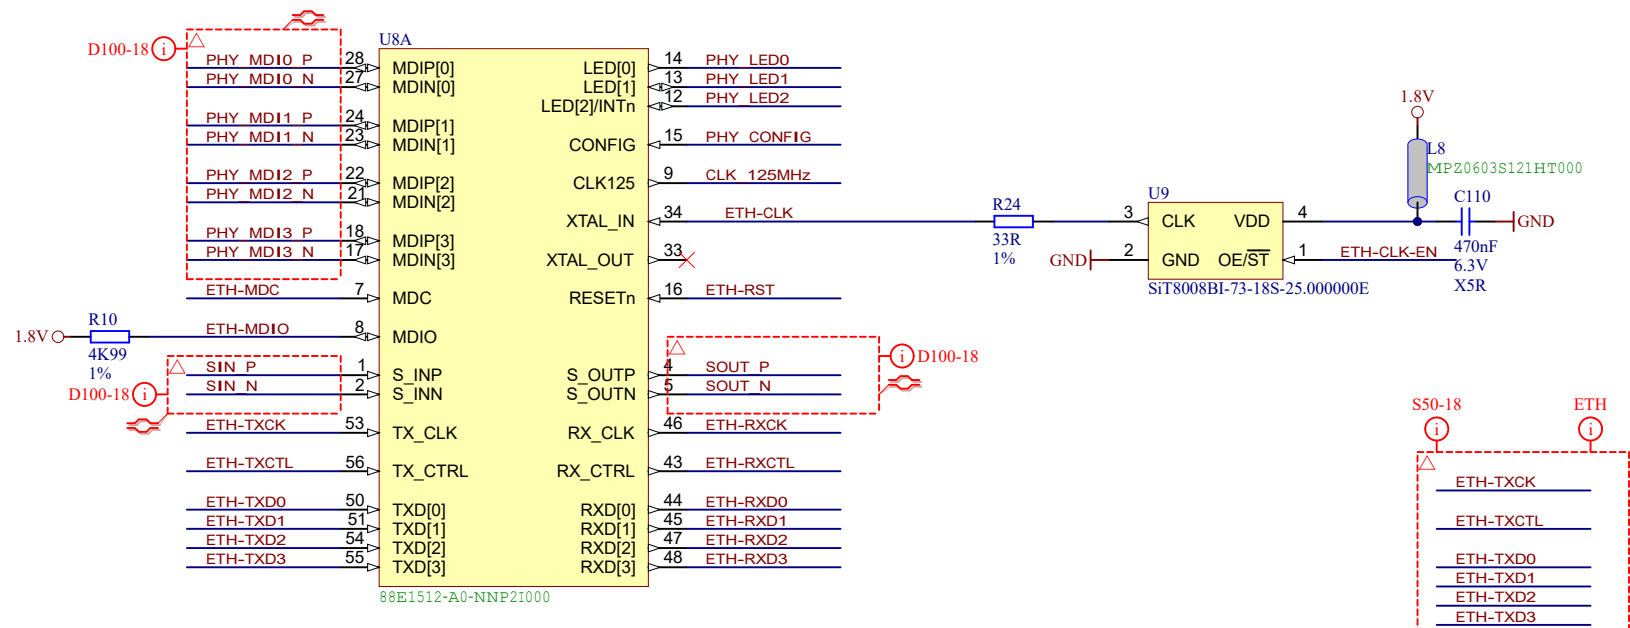 U8A
D100-18 i
PHY_MDI0_P 28 MDIP[0] LED[0] 14 PHY_LED0
PHY_MDI0_N 27 MDIN[0] LED[1] 13 PHY_LED1
LED[2]/INTn 12 PHY_LED2
PHY_MDI1_P 24 MDIP[1]
PHY_MDI1_N 23 MDIN[1] CONFIG 15 PHY_CONFIG
PHY_MDI2_P 22 MDIP[2] CLK125 9 CLK_125MHz
PHY_MDI2_N 21 MDIN[2]
XTAL_IN 34 ETH-CLK
PHY_MDI3_P 18 MDIP[3]
PHY_MDI3_N 17 MDIN[3] XTAL_OUT 33
ETH-MDC 7 MDC RESETn 16 ETH-RST
1.8V R10 ETH-MDIO 8 MDIO
4K99
1%
D100-18 i
SIN_P 1 S_INP S_OUTP 4 SOUT_P
SIN_N 2 S_INN S_OUTN 5 SOUT_N
i D100-18
ETH-TXCK 53 TX_CLK RX_CLK 46 ETH-RXCK
ETH-TXCTL 56 TX_CTRL RX_CTRL 43 ETH-RXCTL
ETH-TXD0 50 TXD[0] RXD[0] 44 ETH-RXD0
ETH-TXD1 51 TXD[1] RXD[1] 45 ETH-RXD1
ETH-TXD2 54 TXD[2] RXD[2] 47 ETH-RXD2
ETH-TXD3 55 TXD[3] RXD[3] 48 ETH-RXD3
88E1512-A0-NNP2I000
R24
33R
1%
1.8V
L8
MPZ0603S121HT000
U9
3 CLK VDD 4
GND 2 GND OE/ST 1 ETH-CLK-EN
SiT8008BI-73-18S-25.000000E
C110
GND
470nF
6.3V
X5R
S50-18 ETH
i i
ETH-TXCK
ETH-TXCTL
ETH-TXD0
ETH-TXD1
ETH-TXD2
ETH-TXD3